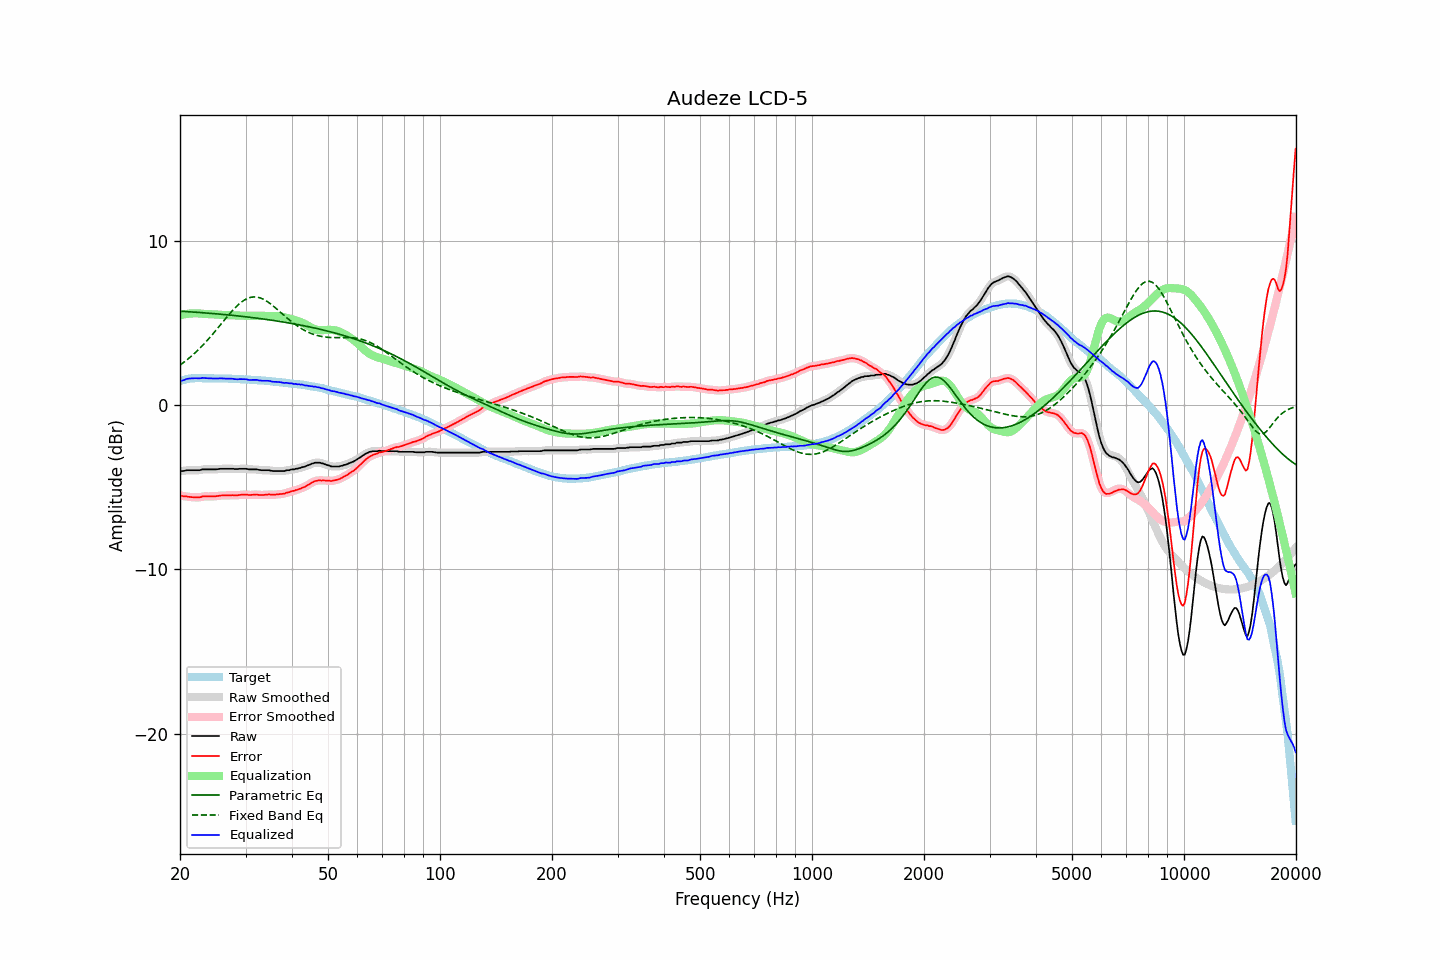 Audeze LCD-5
Amplitude (dBr)
10
0
−10
−20
Target
Raw Smoothed
Error Smoothed
Raw
Error
Equalization
Parametric Eq
Fixed Band Eq
Equalized
20 50 100 200 500 1000 2000 5000 10000 20000
Frequency (Hz)